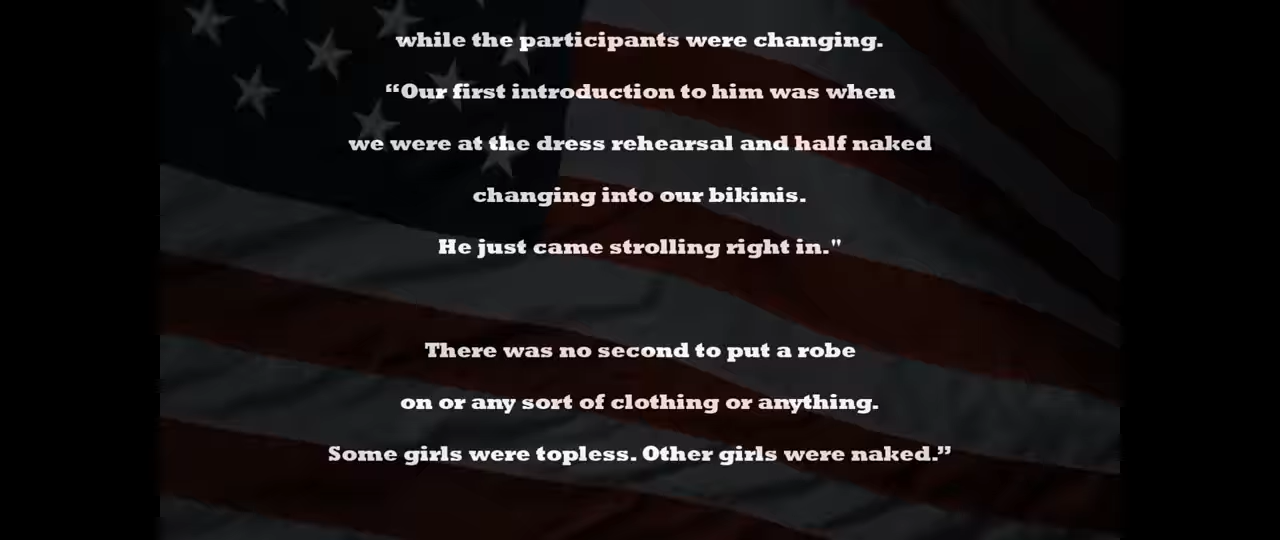 while the participants were changing.
“Our first introduction to him was when
we were at the dress rehearsal and half naked
changing into our bikinis.
He just came strolling right in."
There was no second to put a robe
on or any sort of clothing or anything.
Some girls were topless. Other girls were naked.”